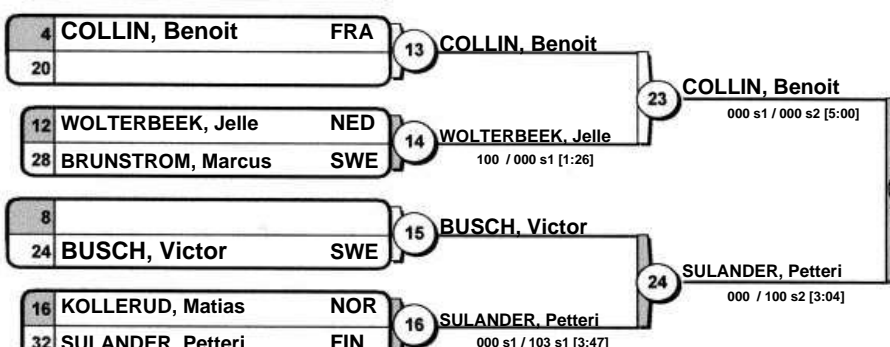 4 COLLIN, Benoit FRA
20
13 COLLIN, Benoit
12 WOLTERBEEK, Jelle NED
28 BRUNSTROM, Marcus SWE
14 WOLTERBEEK, Jelle
100 / 000 s1 [1:26]
23 COLLIN, Benoit
000 s1 / 000 s2 [5:00]
8
24 BUSCH, Victor SWE
15 BUSCH, Victor
16 KOLLERUD, Matias NOR
32 SULANDER, Petteri FIN
16 SULANDER, Petteri
000 s1 / 103 s1 [3:47]
24 SULANDER, Petteri
000 / 100 s2 [3:04]